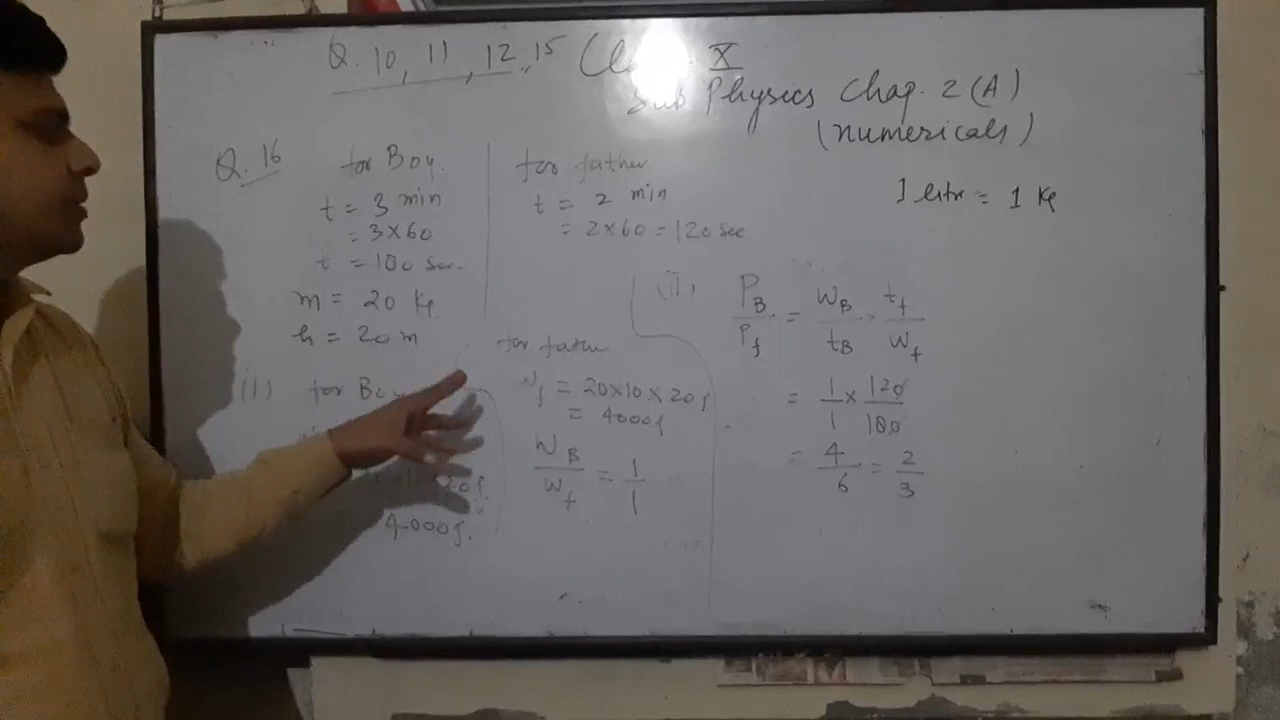 Q. 10, 11, 12, 15
X
Sub Physics Chap. 2 (A)
(numericals)
1 litr = 1 Kg
Q. 16
for Boy.
t = 3 min
= 3 x 60
t = 180 Sec.
m = 20 Kg
h = 20 m
for father
t = 2 min
= 2 x 60 = 120 sec
(i) for Bo
20 g.
4000 J.
for fathe
W_f = 20 x 10 x 20 J
= 4000 J
W_B / W_f = 1 / 1
(ii) P_B / P_f = W_B / t_B x t_f / W_f
= 1 / 1 x 120 / 180
= 4 / 6 = 2 / 3